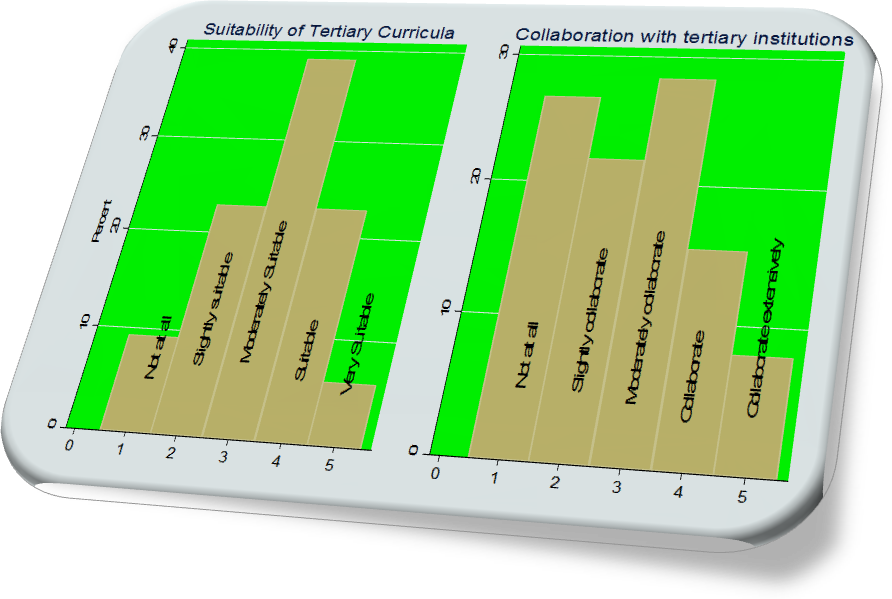 Suitability of Tertiary Curricula
Percent
40
30
20
10
0
Not at all
Slightly suitable
Moderately Suitable
Suitable
Very Suitable
0 1 2 3 4 5
Collaboration with tertiary institutions
30
20
10
0
Not at all
Slightly collaborate
Moderately collaborate
Collaborate
Collaborate extensively
0 1 2 3 4 5